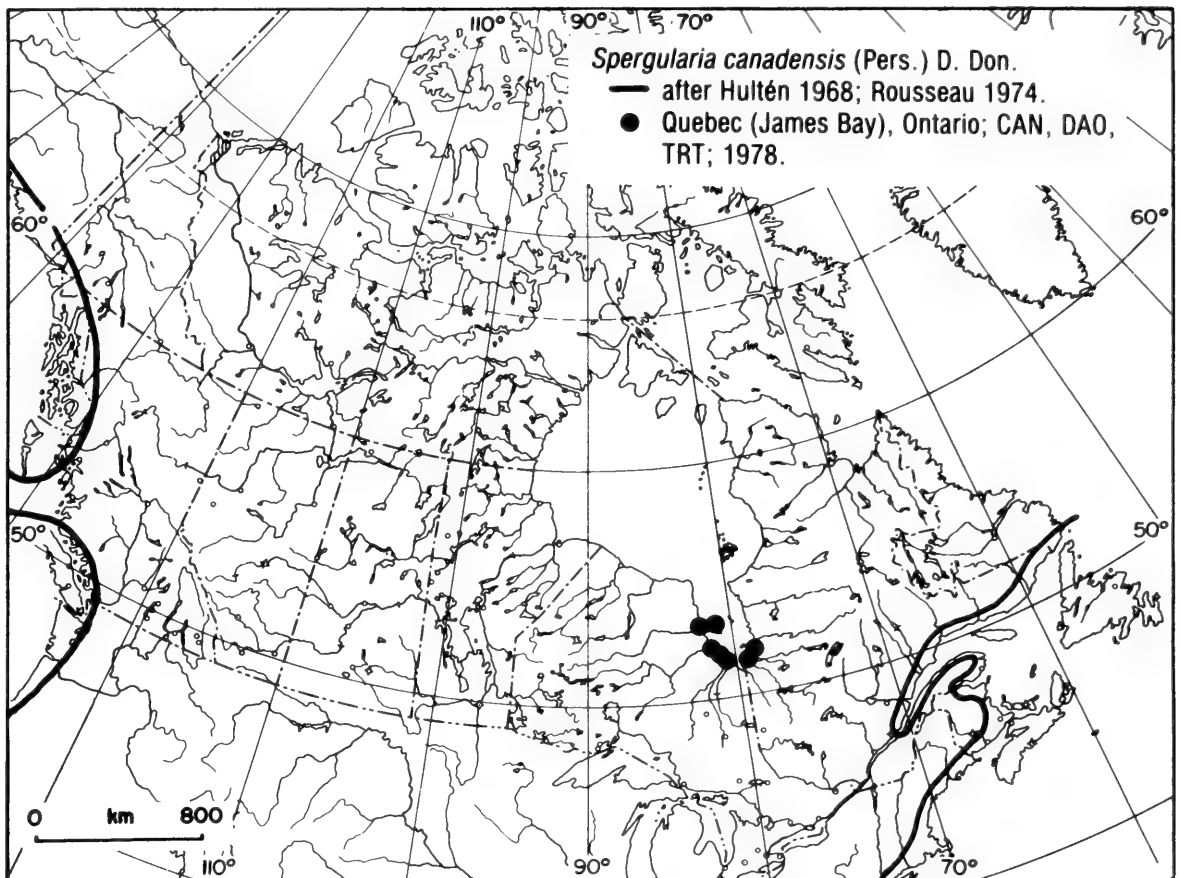 110° 90° 70°
Spergularia canadensis (Pers.) D. Don.
after Hultén 1968; Rousseau 1974.
Quebec (James Bay), Ontario; CAN, DAO,
TRT; 1978.
60° 60°
50° 50°
0 km 800
110° 90° 70°